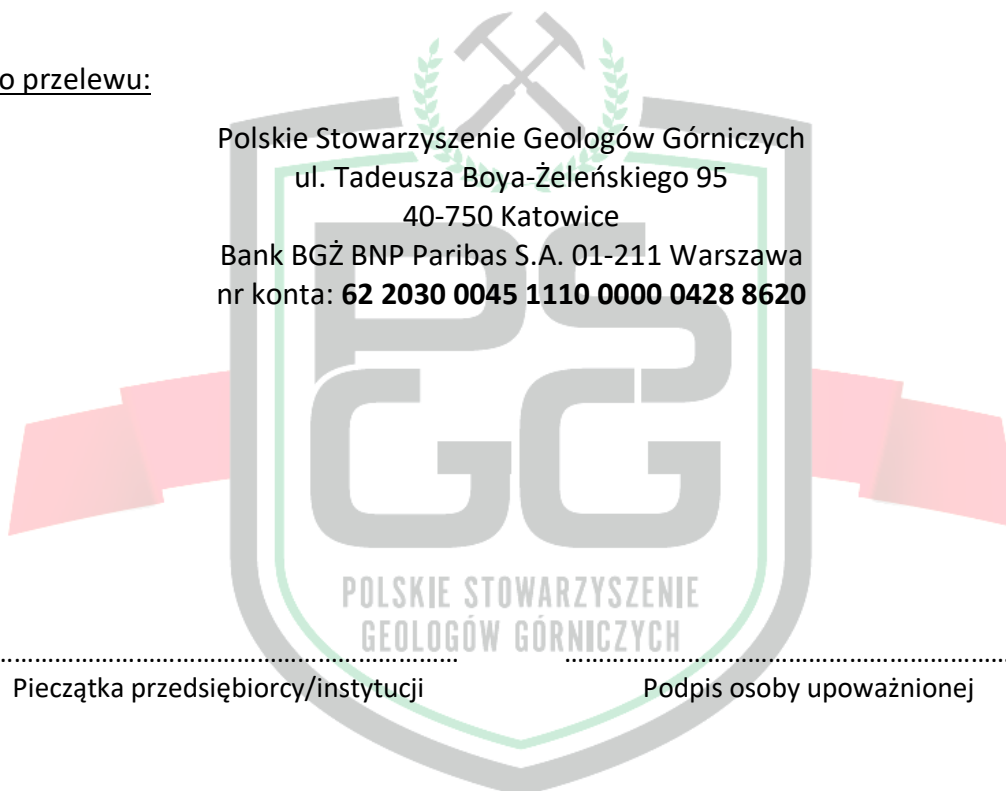 o przelewu:
Polskie Stowarzyszenie Geologów Górniczych
ul. Tadeusza Boya-Żeleńskiego 95
40-750 Katowice
Bank BGŻ BNP Paribas S.A. 01-211 Warszawa
nr konta: 62 2030 0045 1110 0000 0428 8620
PSGG
POLSKIE STOWARZYSZENIE
GEOLOGÓW GÓRNICZYCH
Pieczątka przedsiębiorcy/instytucji Podpis osoby upoważnionej